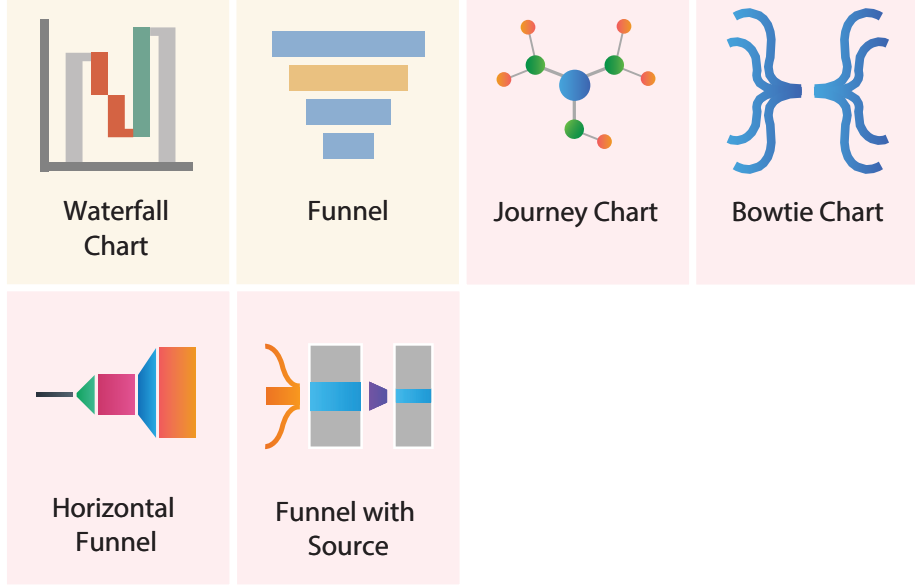 Waterfall
Chart
Funnel
Journey Chart
Bowtie Chart
Horizontal
Funnel
Funnel with
Source